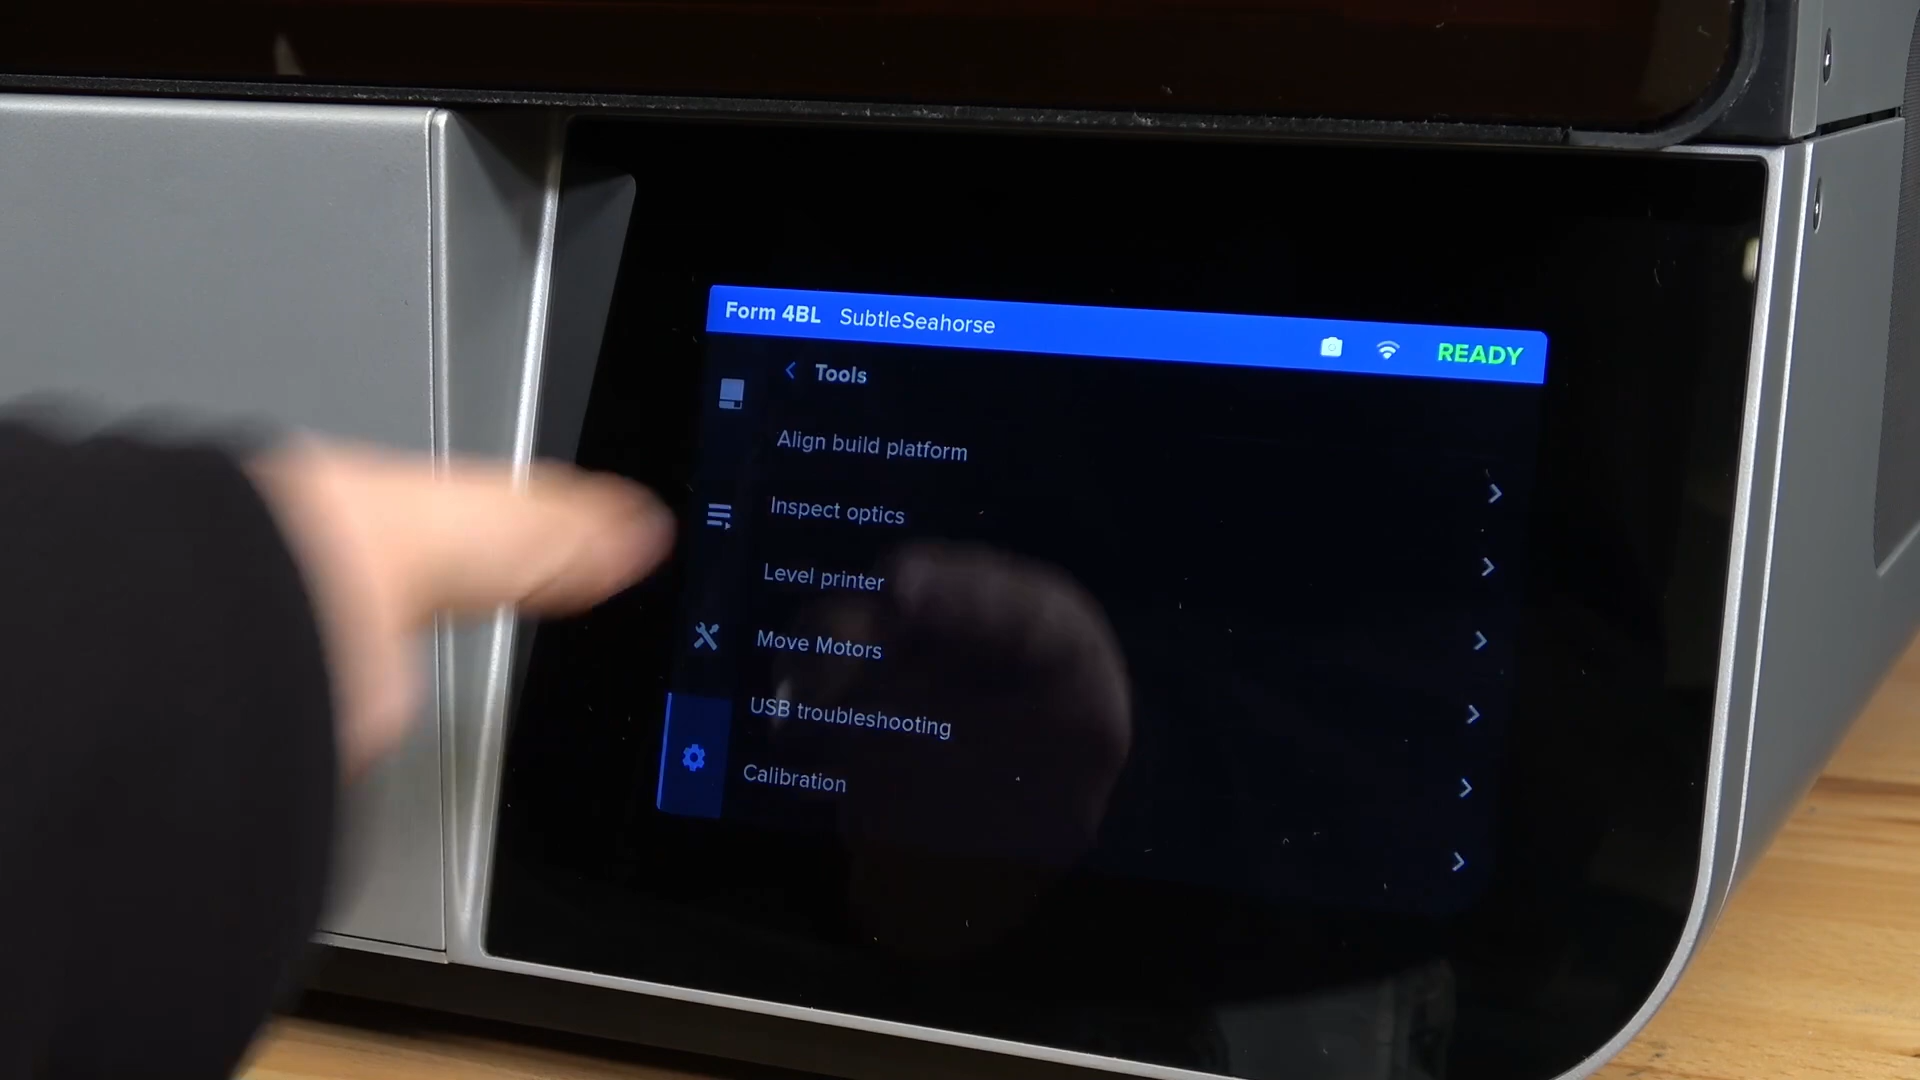 Form 4BL SubtleSeahorse READY
Tools
Align build platform
Inspect optics
Level printer
Move Motors
USB troubleshooting
Calibration